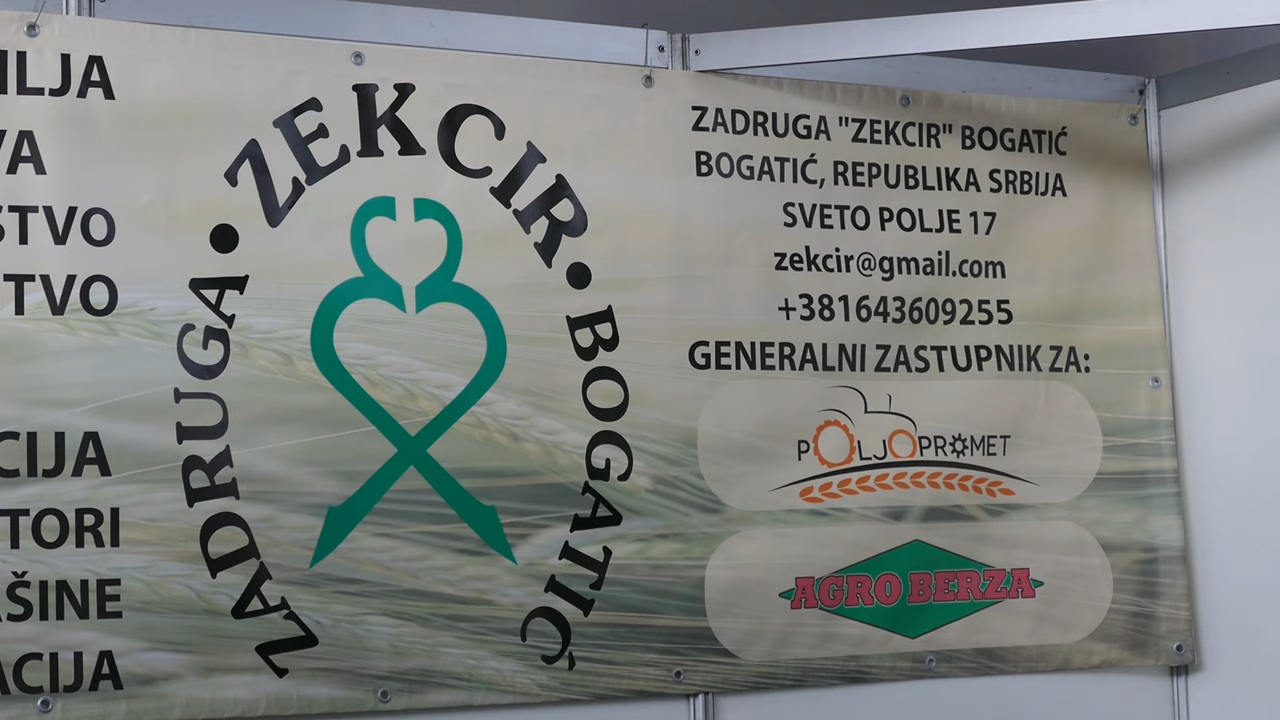 ILJA
VA
STVO
TVO
CIJA
TORI
AŠINE
ACIJA
ZADRUGA • ZEKCIR • BOGATIĆ
ZADRUGA "ZEKCIR" BOGATIĆ
BOGATIĆ, REPUBLIKA SRBIJA
SVETO POLJE 17
zekcir@gmail.com
+381643609255
GENERALNI ZASTUPNIK ZA:
POLJOPROMET
AGRO BERZA